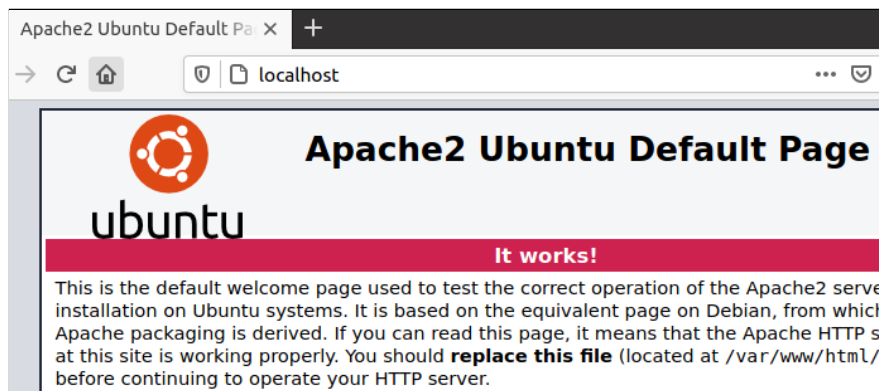 Apache2 Ubuntu Default Pa
localhost
Apache2 Ubuntu Default Page
ubuntu
It works!
This is the default welcome page used to test the correct operation of the Apache2 serve
installation on Ubuntu systems. It is based on the equivalent page on Debian, from which
Apache packaging is derived. If you can read this page, it means that the Apache HTTP s
at this site is working properly. You should replace this file (located at /var/www/html/
before continuing to operate your HTTP server.